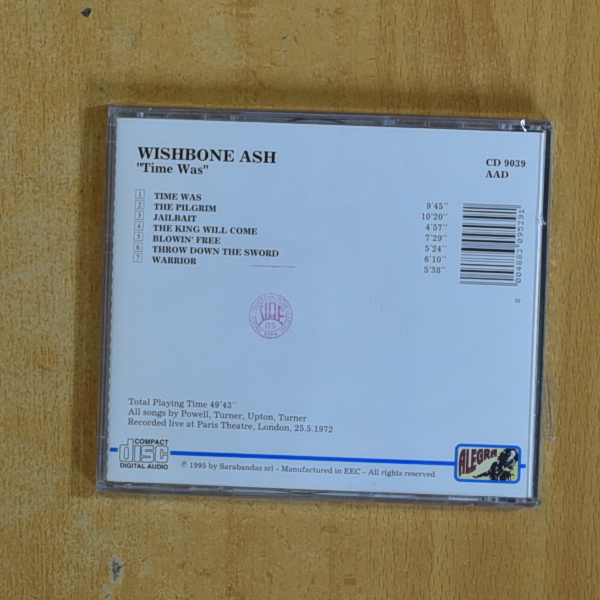 WISHBONE ASH
"Time Was"
CD 9039
AAD
1 TIME WAS 9'45"
2 THE PILGRIM 10'20"
3 JAILBAIT 4'57"
4 THE KING WILL COME 7'29"
5 BLOWIN' FREE 5'24"
6 THROW DOWN THE SWORD 6'10"
7 WARRIOR 5'38"
8 004883 095391
SIAE
Total Playing Time 49'43"
All songs by Powell, Turner, Upton, Turner
Recorded live at Paris Theatre, London, 25.5.1972
COMPACT
disc
DIGITAL AUDIO
℗ 1995 by Sarabandas srl - Manufactured in EEC - All rights reserved.
ALEGRA